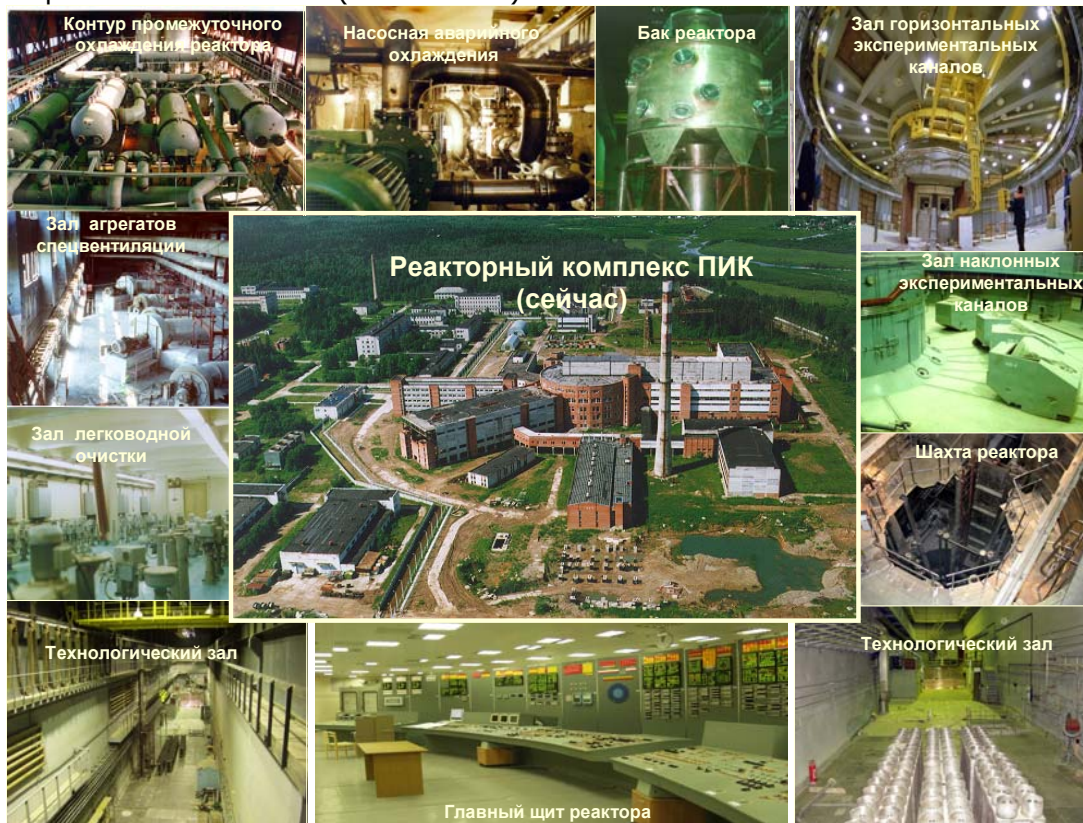 Контур промежуточного
охлаждения реактора
Насосная аварийного
охлаждения
Бак реактора
Зал горизонтальных
экспериментальных
каналов
Зал агрегатов
спецвентиляции
Реакторный комплекс ПИК
(сейчас)
Зал наклонных
экспериментальных
каналов
Зал легководной
очистки
Шахта реактора
Технологический зал
Главный щит реактора
Технологический зал